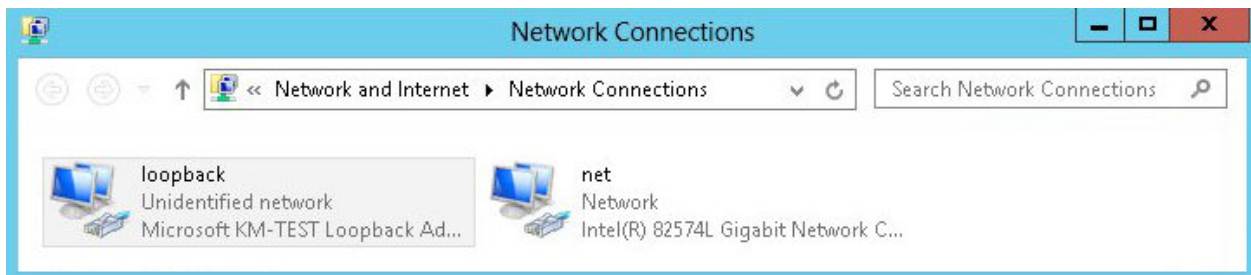 Network Connections
« Network and Internet ▸ Network Connections
Search Network Connections
loopback
Unidentified network
Microsoft KM-TEST Loopback Ad...
net
Network
Intel(R) 82574L Gigabit Network C...